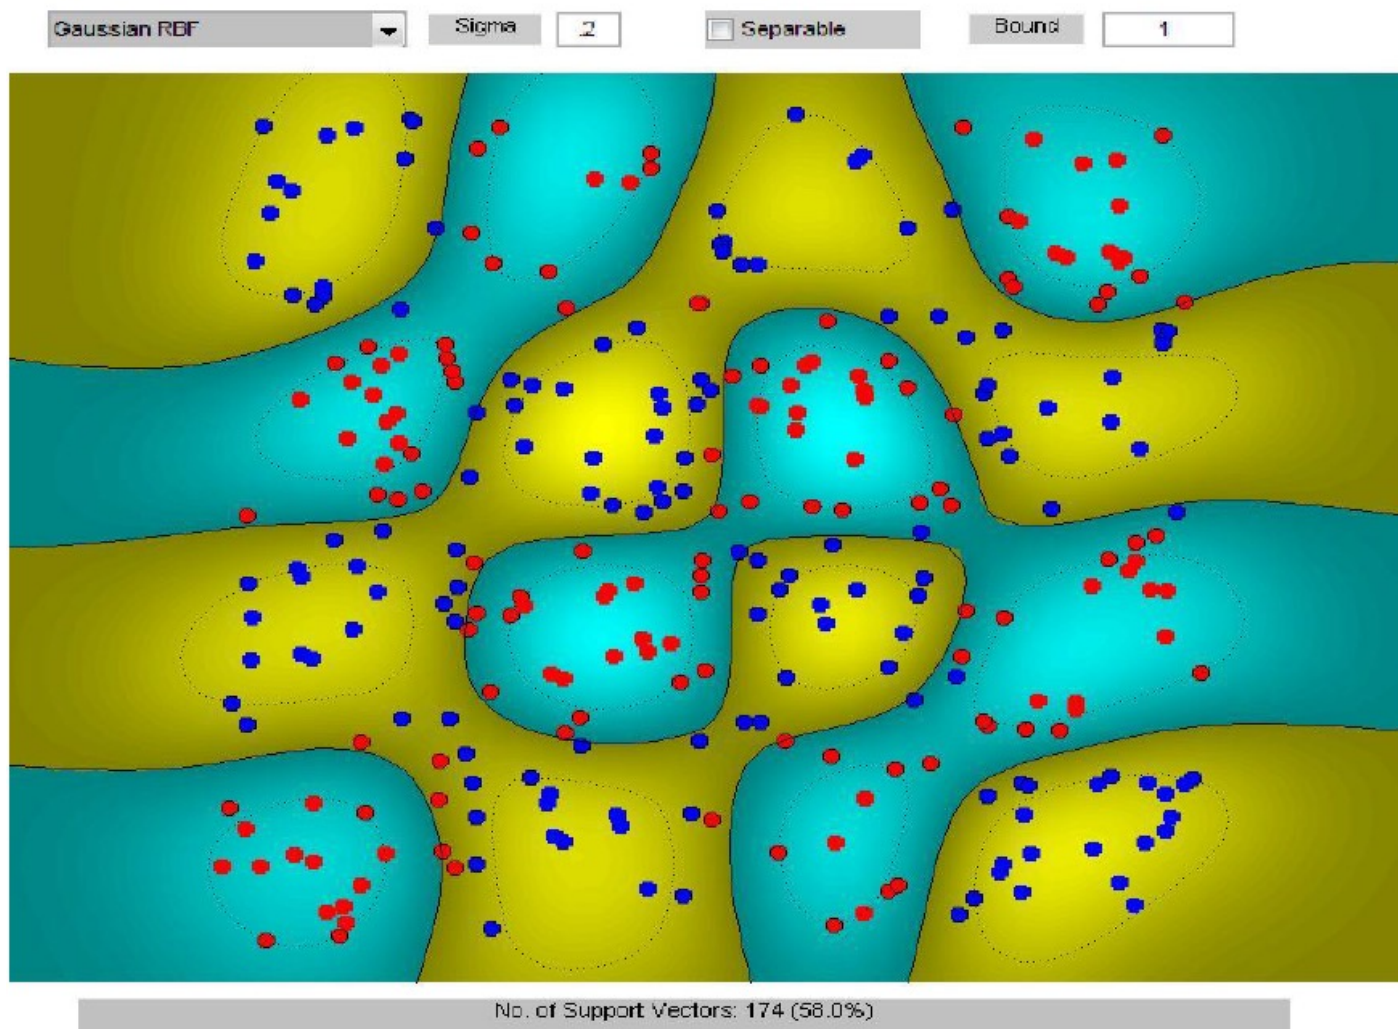 Gaussian RBF Sigma .2 Separable Bound 1
No. of Support Vectors: 174 (58.0%)